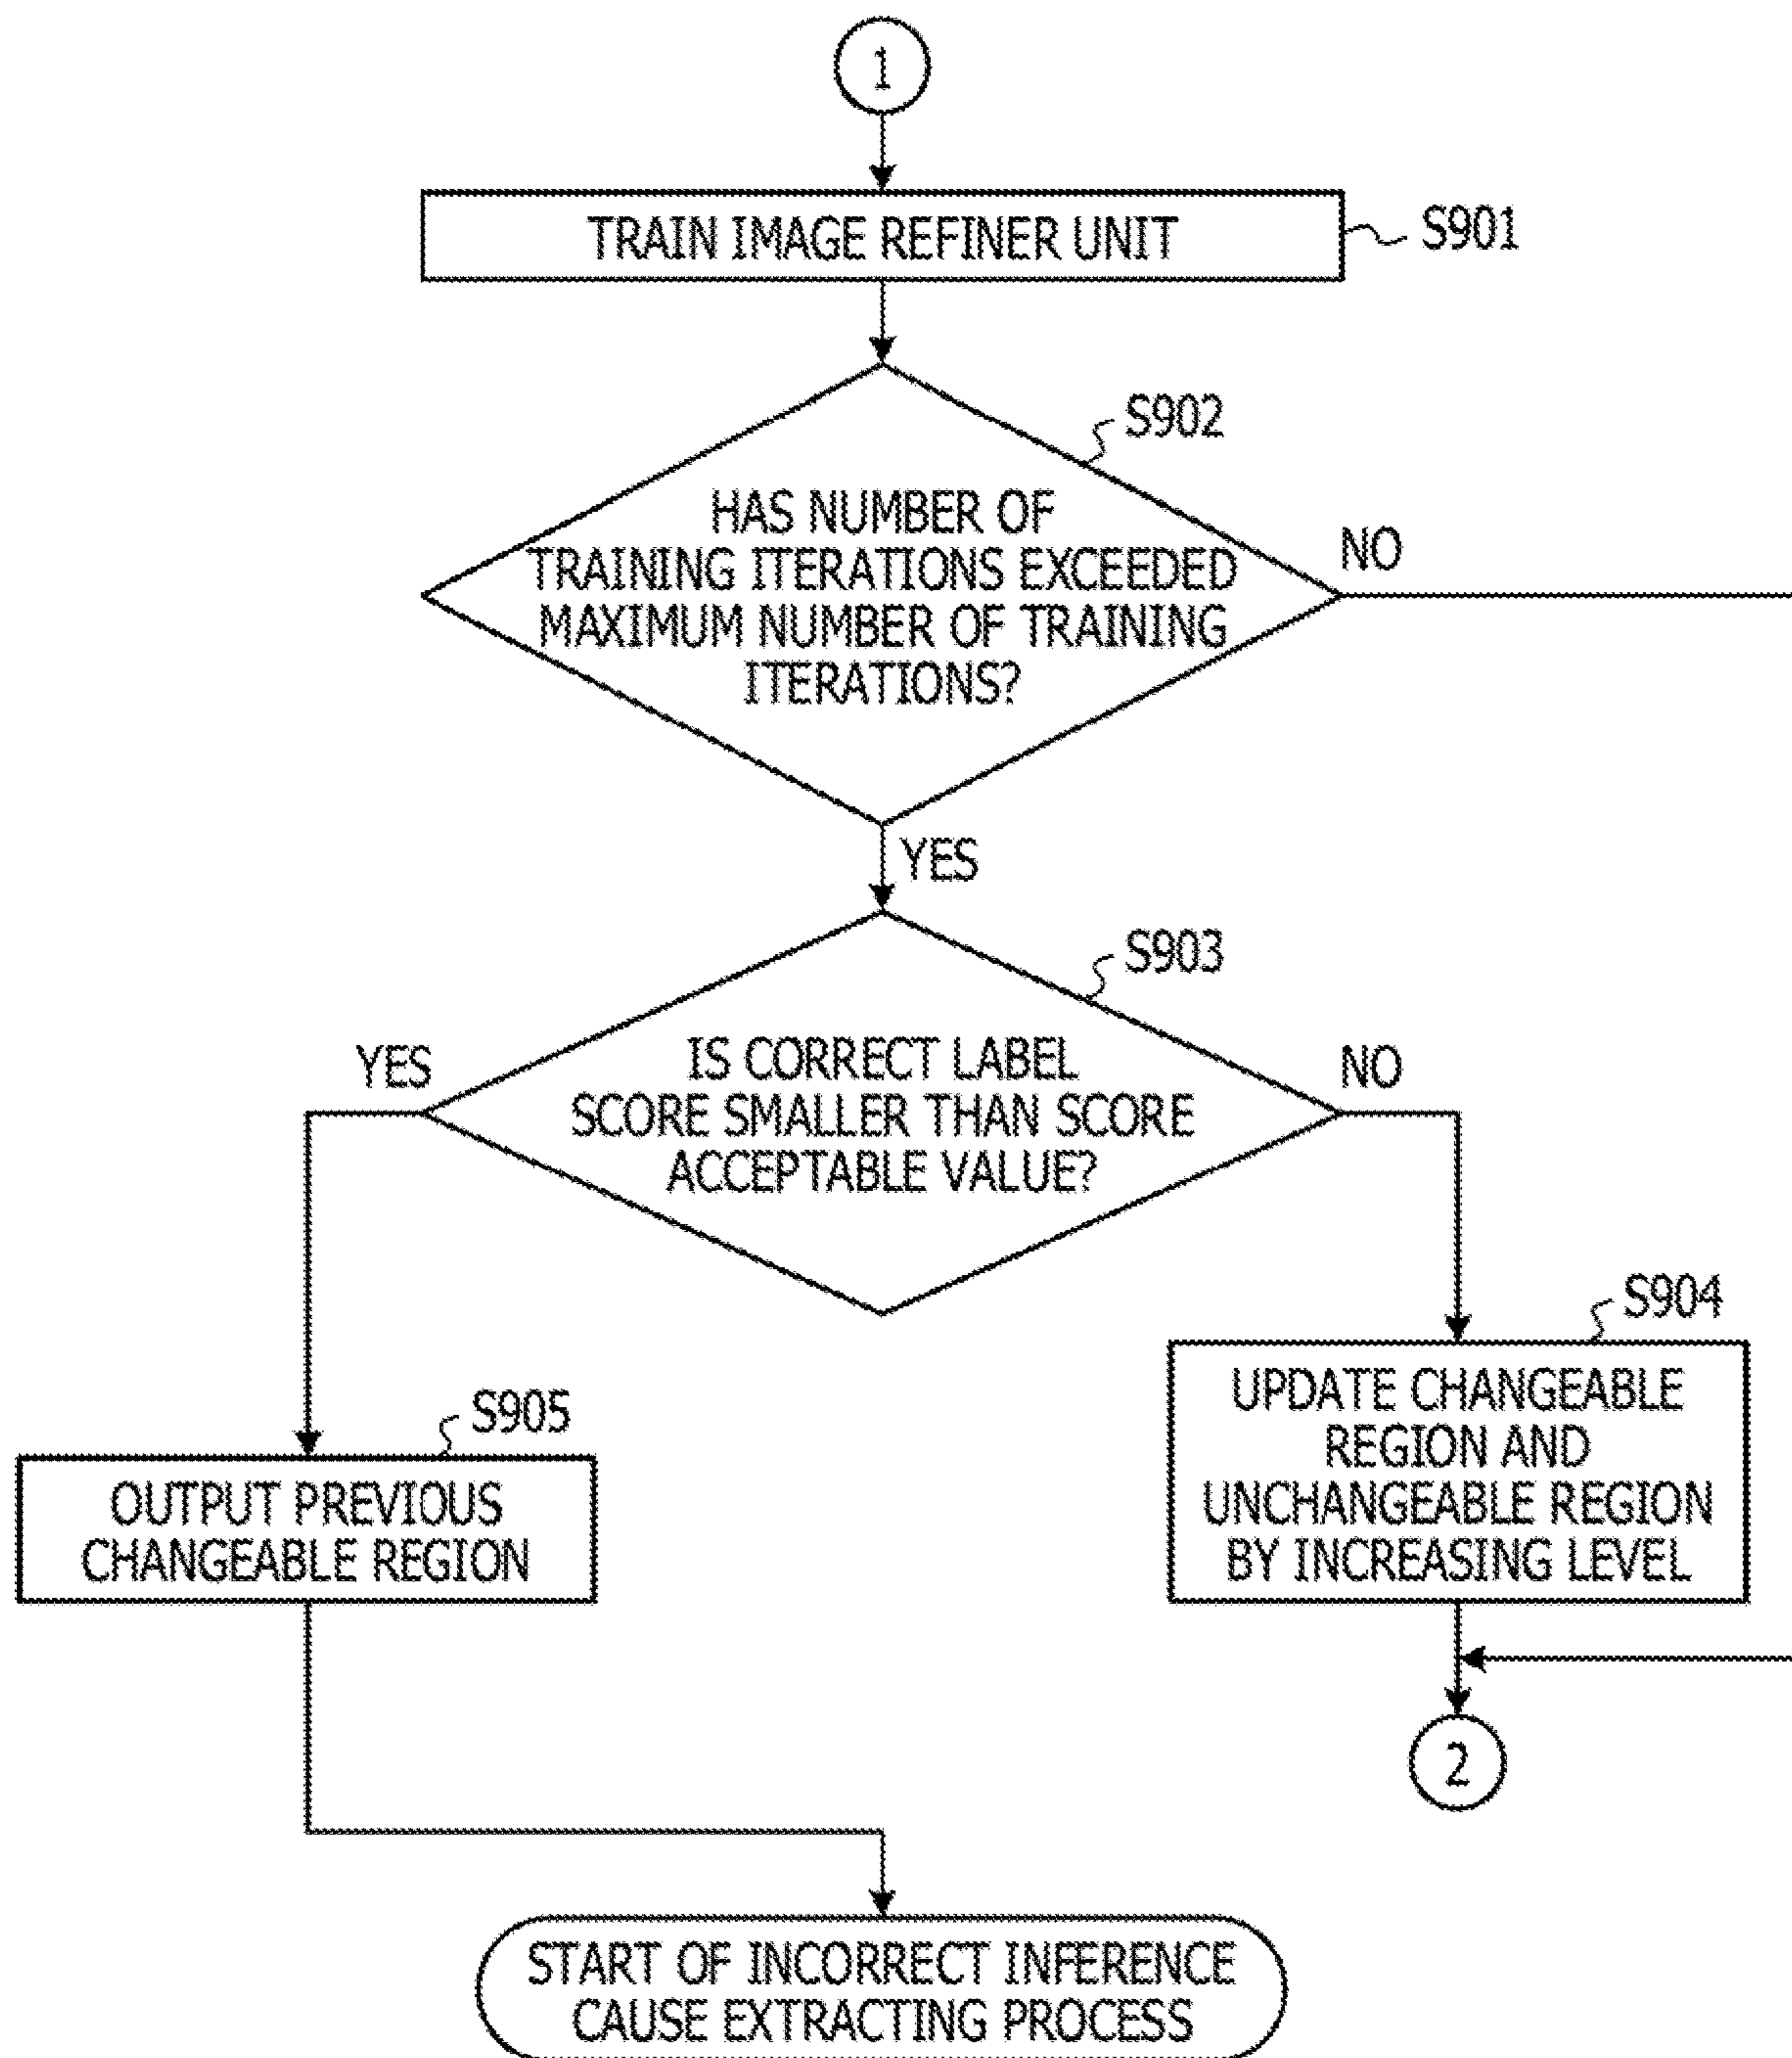 1
TRAIN IMAGE REFINER UNIT
S901
S902
HAS NUMBER OF
TRAINING ITERATIONS EXCEEDED
MAXIMUM NUMBER OF TRAINING
ITERATIONS?
NO
YES
S903
IS CORRECT LABEL
SCORE SMALLER THAN SCORE
ACCEPTABLE VALUE?
YES
NO
S904
UPDATE CHANGEABLE
REGION AND
UNCHANGEABLE REGION
BY INCREASING LEVEL
S905
OUTPUT PREVIOUS
CHANGEABLE REGION
2
START OF INCORRECT INFERENCE
CAUSE EXTRACTING PROCESS